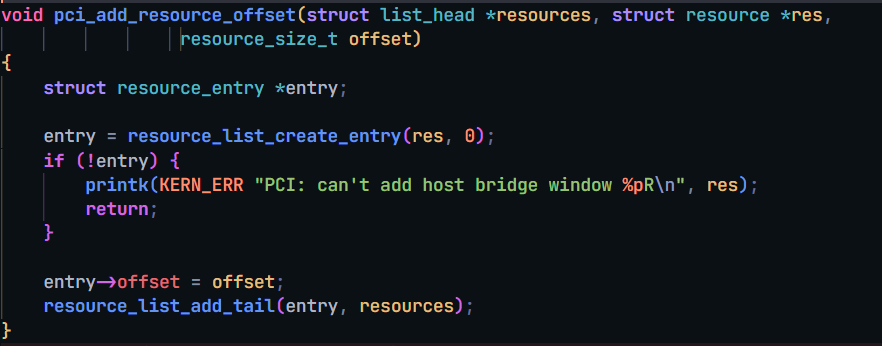 void pci_add_resource_offset(struct list_head *resources, struct resource *res,
                 resource_size_t offset)
{
    struct resource_entry *entry;

    entry = resource_list_create_entry(res, 0);
    if (!entry) {
        printk(KERN_ERR "PCI: can't add host bridge window %pR\n", res);
        return;
    }

    entry->offset = offset;
    resource_list_add_tail(entry, resources);
}